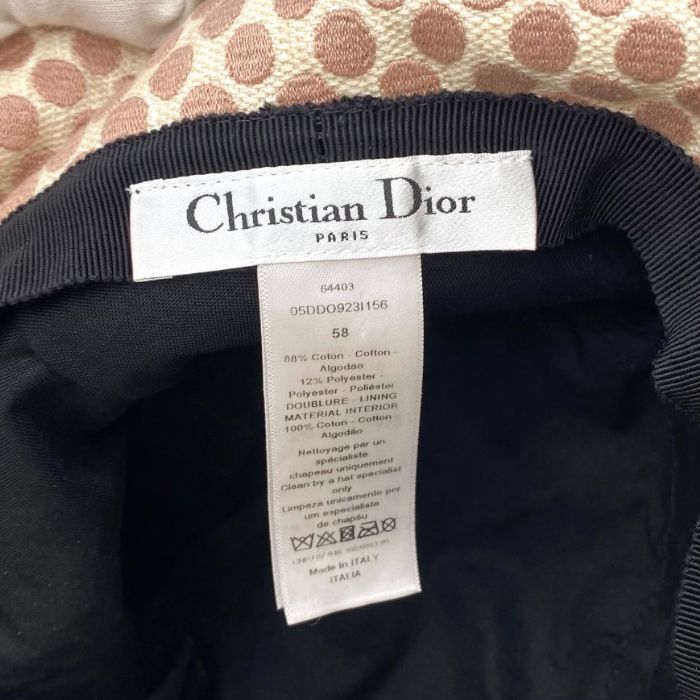 Christian Dior
PARIS
64403
05DDO923I156
58
88% Coton - Cotton -
Algodão
12% Polyester -
Polyester - Poliéster
DOUBLURE - LINING
MATERIAL INTERIOR
100% Coton - Cotton
Algodão
Nettoyage par un
spécialiste
chapeau uniquement
Clean by a hat specialist
only
Limpeza unicamente por
um especialista
de chapéu
Made in ITALY
ITALIA